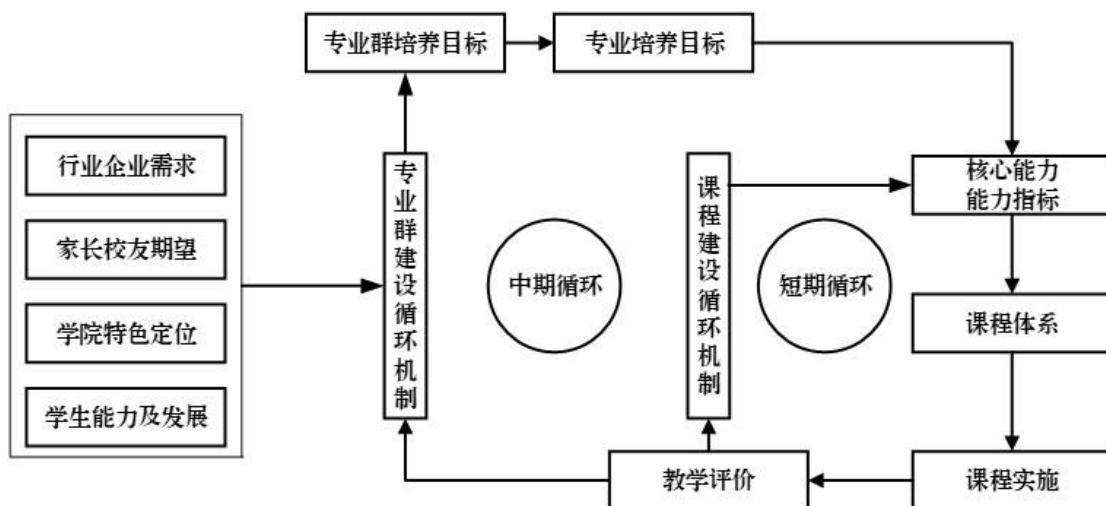 专业群培养目标
专业培养目标
行业企业需求
家长校友期望
学院特色定位
学生能力及发展
专业群建设循环机制
中期循环
课程建设循环机制
短期循环
核心能力
能力指标
课程体系
教学评价
课程实施